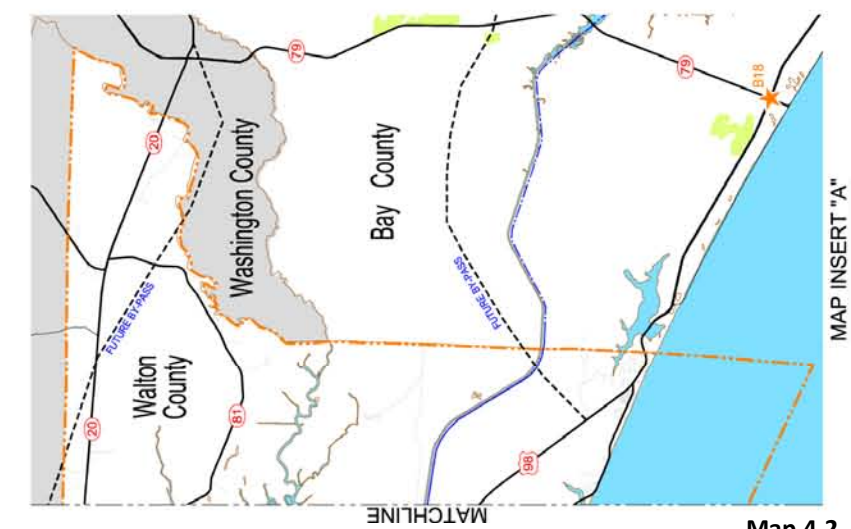 79
20
79
B18
Washington County
Bay County
FUTURE BY-PASS
FUTURE BY-PASS
Walton
County
20
81
98
MATCHLINE
MAP INSERT "A"
Map 4.2